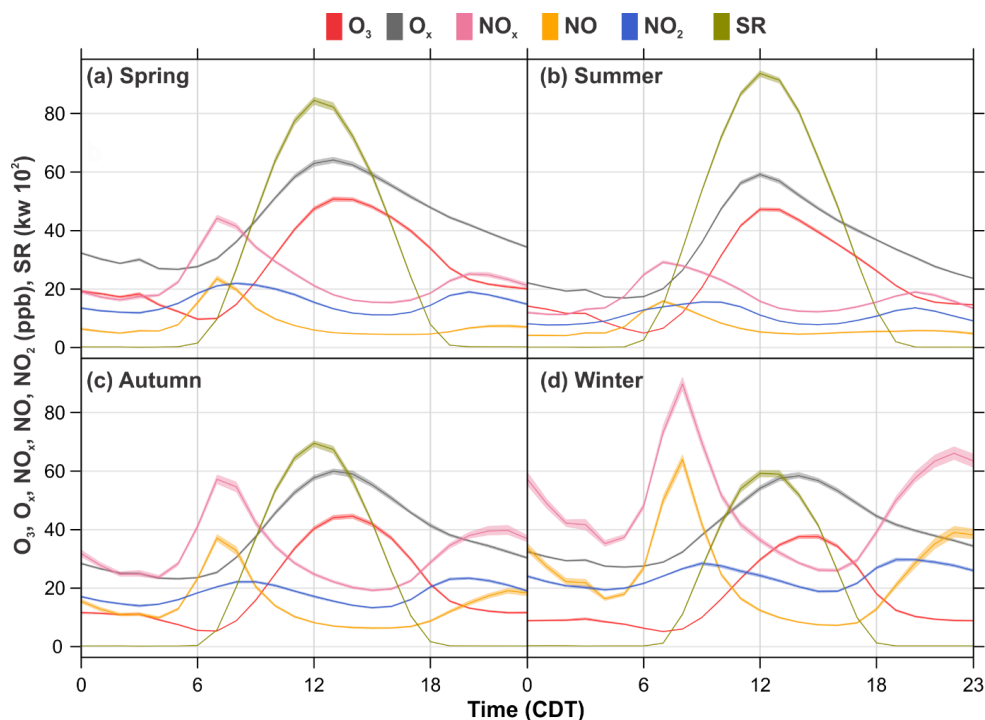 O₃ Oₓ NOₓ NO NO₂ SR
(a) Spring
(b) Summer
80
60
40
20
0
(c) Autumn
(d) Winter
80
60
40
20
0
0 6 12 18 0 6 12 18 23
Time (CDT)
O₃, Oₓ, NOₓ, NO, NO₂ (ppb), SR (kw 10²)